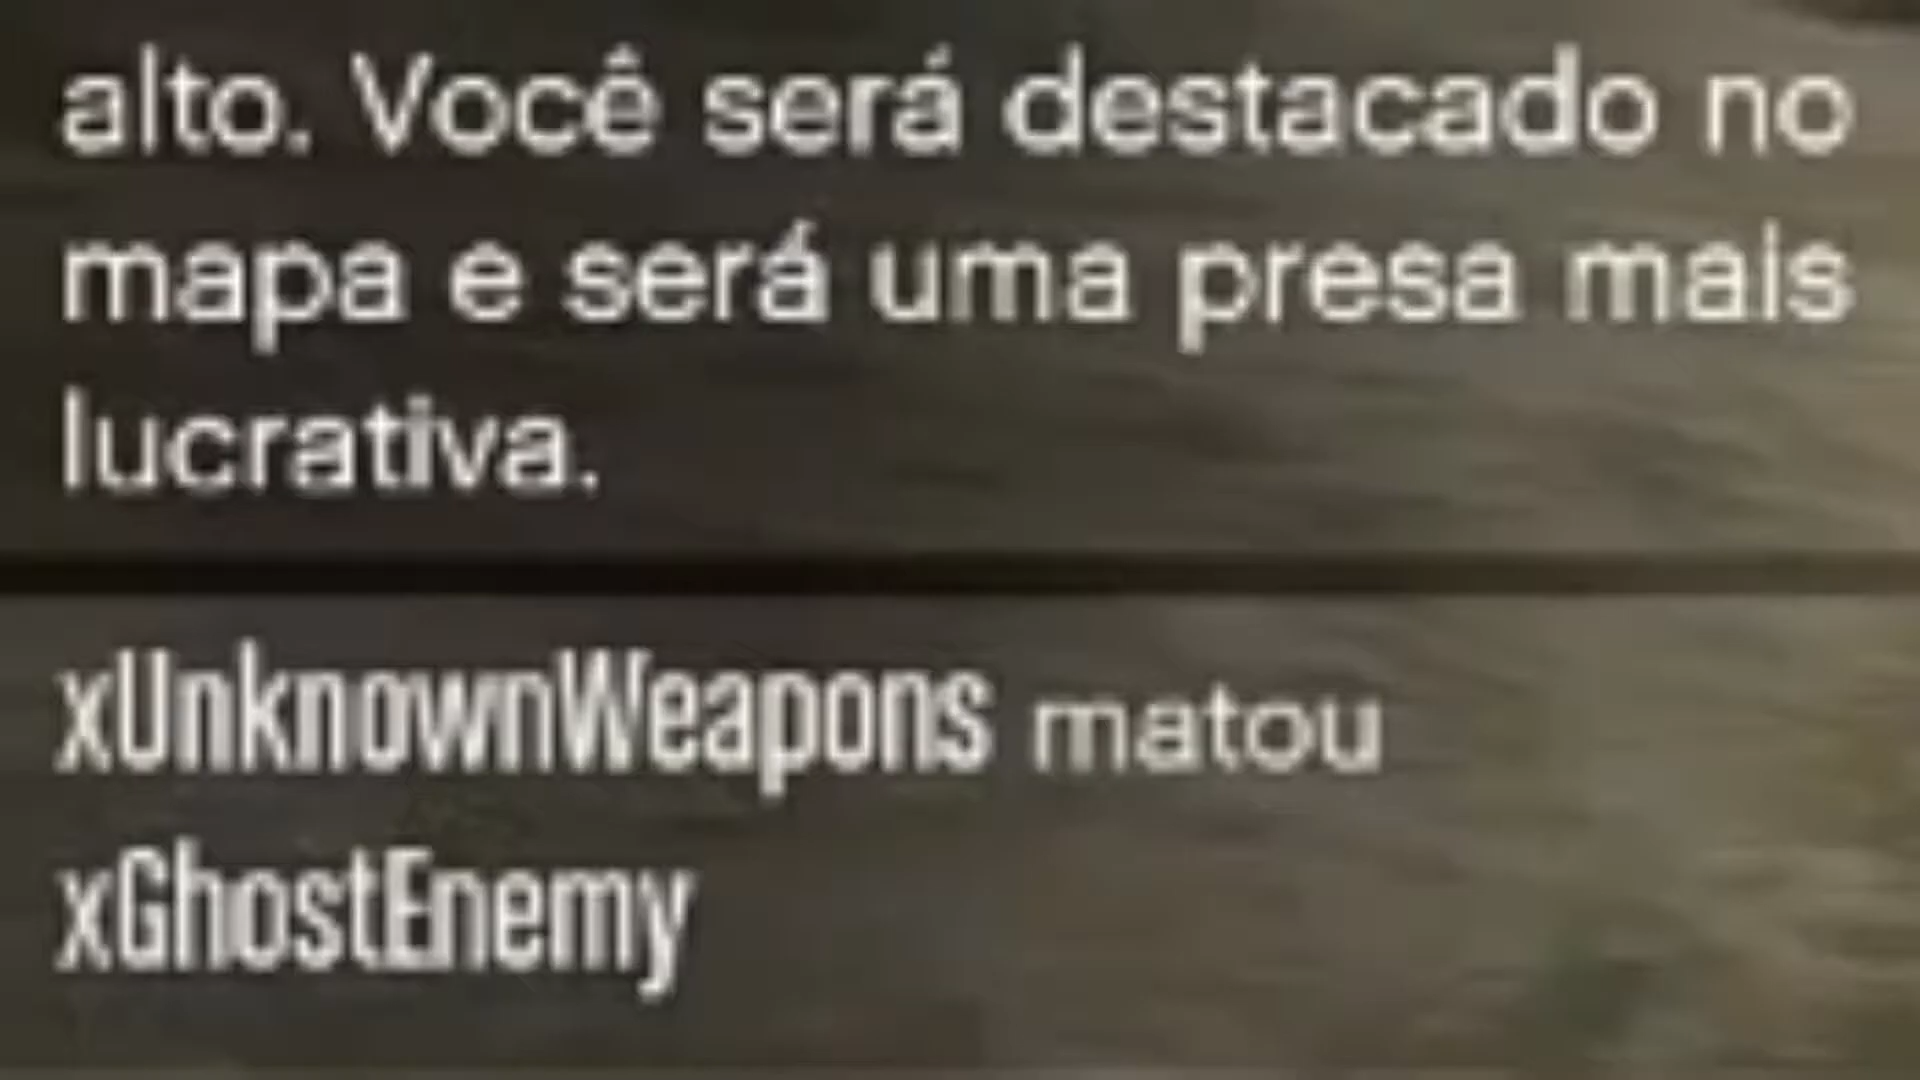 alto. Você será destacado no
mapa e será uma presa mais
lucrativa.
xUnknownWeapons matou
xGhostEnemy